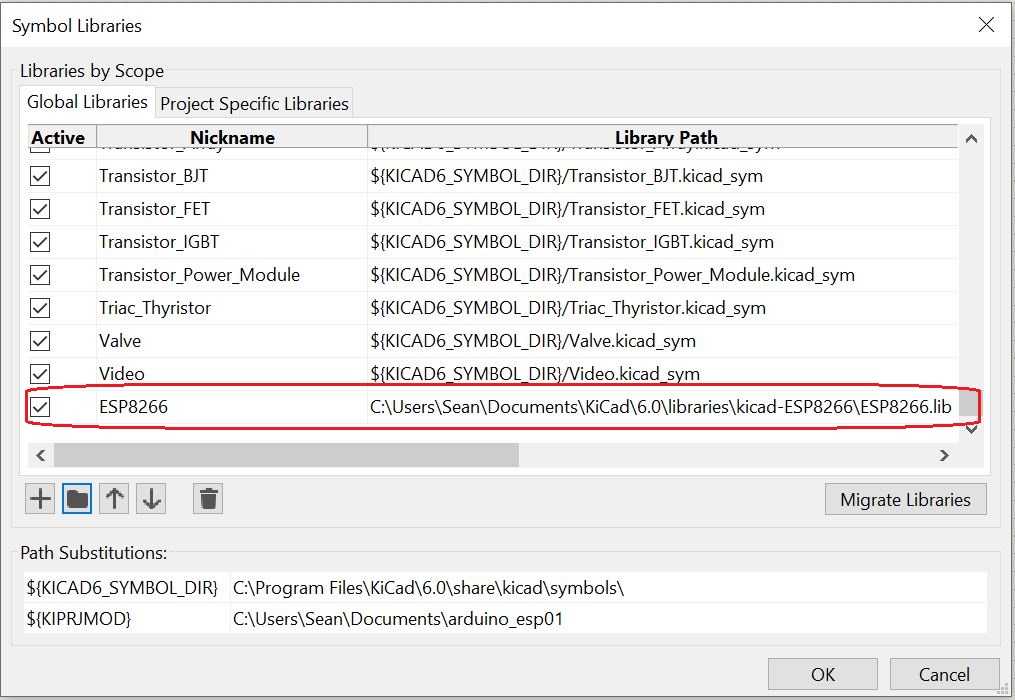 Symbol Libraries
Libraries by Scope
Global Libraries Project Specific Libraries
Active Nickname Library Path
Transistor_BJT ${KICAD6_SYMBOL_DIR}/Transistor_BJT.kicad_sym
Transistor_FET ${KICAD6_SYMBOL_DIR}/Transistor_FET.kicad_sym
Transistor_IGBT ${KICAD6_SYMBOL_DIR}/Transistor_IGBT.kicad_sym
Transistor_Power_Module ${KICAD6_SYMBOL_DIR}/Transistor_Power_Module.kicad_sym
Triac_Thyristor ${KICAD6_SYMBOL_DIR}/Triac_Thyristor.kicad_sym
Valve ${KICAD6_SYMBOL_DIR}/Valve.kicad_sym
Video ${KICAD6_SYMBOL_DIR}/Video.kicad_sym
ESP8266 C:\Users\Sean\Documents\KiCad\6.0\libraries\kicad-ESP8266\ESP8266.lib
Migrate Libraries
Path Substitutions:
${KICAD6_SYMBOL_DIR} C:\Program Files\KiCad\6.0\share\kicad\symbols\
${KIPRJMOD} C:\Users\Sean\Documents\arduino_esp01
OK Cancel